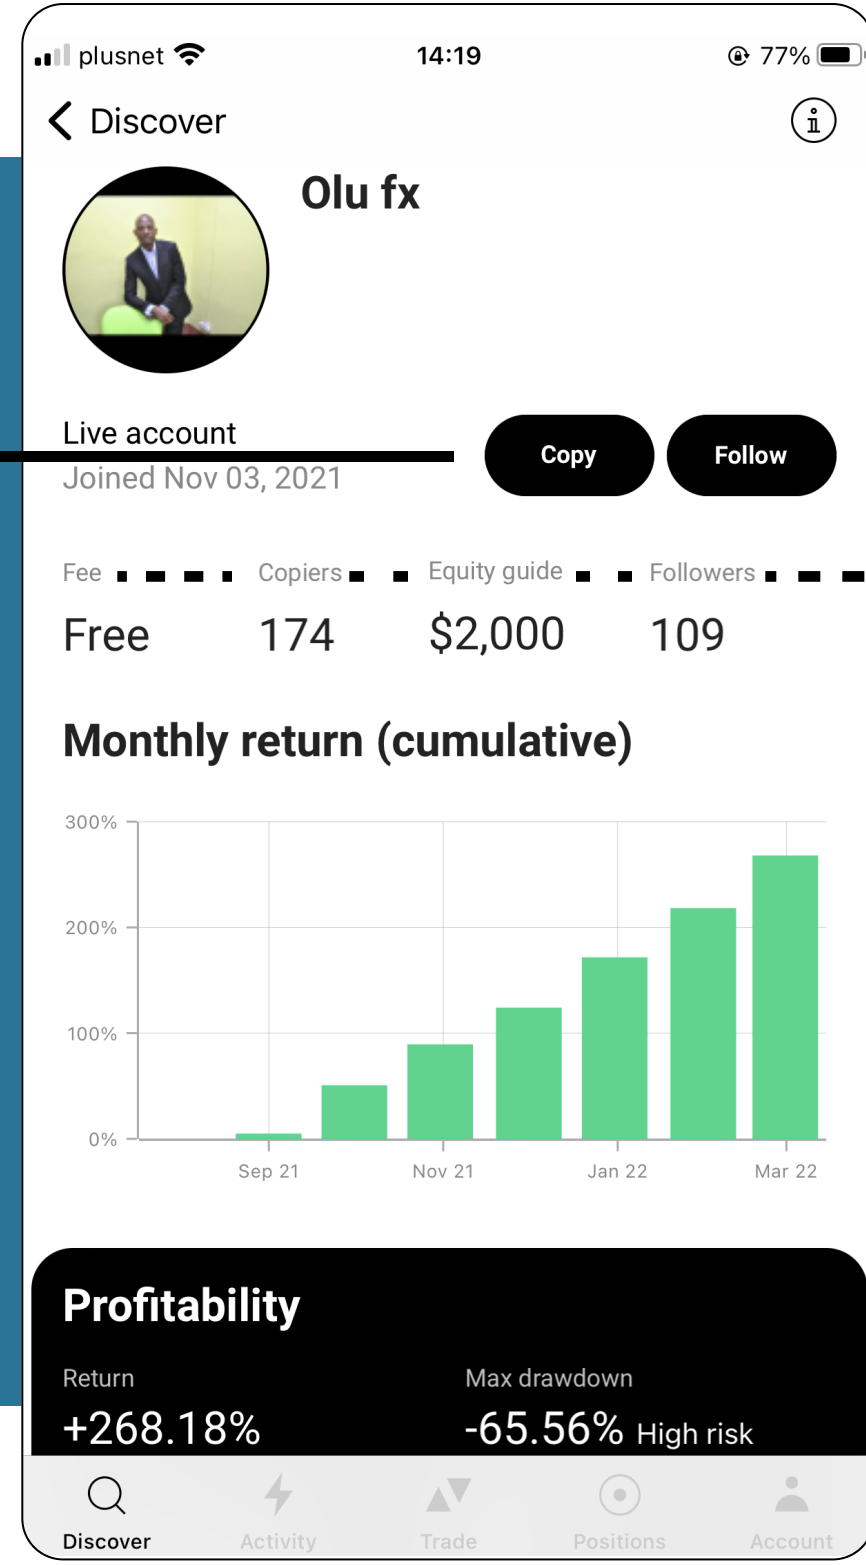 plusnet 14:19 77%
Discover
Olu fx
Live account
Joined Nov 03, 2021
Copy Follow
Fee Copiers Equity guide Followers
Free 174 $2,000 109
Monthly return (cumulative)
300%
200%
100%
0%
Sep 21 Nov 21 Jan 22 Mar 22
Profitability
Return Max drawdown
+268.18% -65.56% High risk
Discover Activity Trade Positions Account